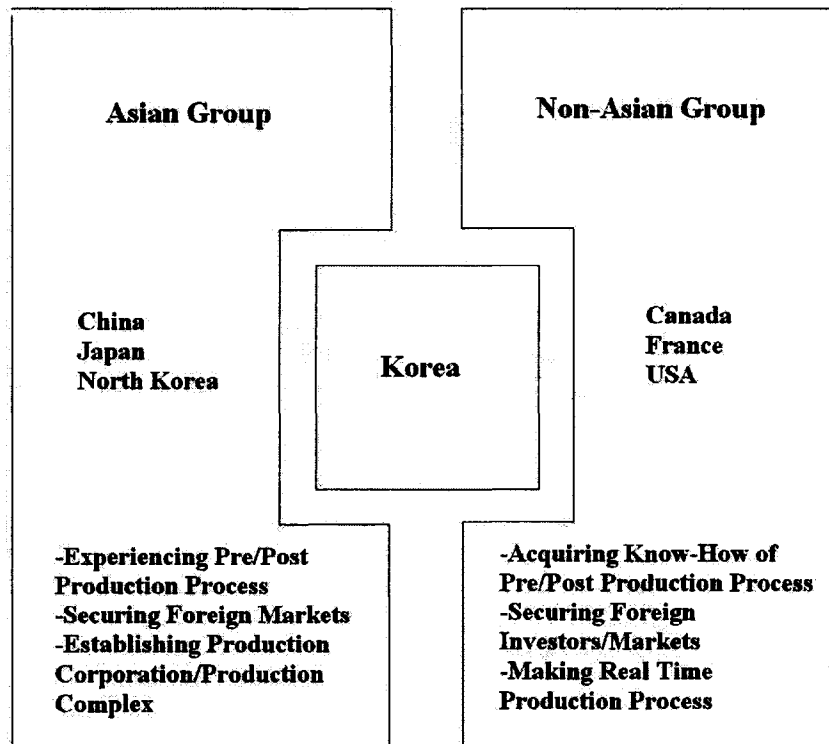 Asian Group
China
Japan
North Korea
-Experiencing Pre/Post
Production Process
-Securing Foreign Markets
-Establishing Production
Corporation/Production
Complex
Korea
Non-Asian Group
Canada
France
USA
-Acquiring Know-How of
Pre/Post Production Process
-Securing Foreign
Investors/Markets
-Making Real Time
Production Process